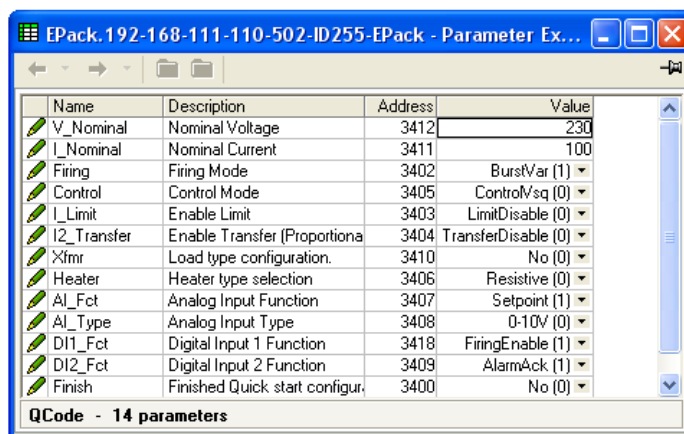 EPack.192-168-111-110-502-ID255-EPack - Parameter Ex...
Name Description Address Value
V_Nominal Nominal Voltage 3412 230
I_Nominal Nominal Current 3411 100
Firing Firing Mode 3402 BurstVar (1)
Control Control Mode 3405 ControlVsq (0)
I_Limit Enable Limit 3403 LimitDisable (0)
I2_Transfer Enable Transfer (Proportiona 3404 TransferDisable (0)
Xfmr Load type configuration. 3410 No (0)
Heater Heater type selection 3406 Resistive (0)
AI_Fct Analog Input Function 3407 Setpoint (1)
AI_Type Analog Input Type 3408 0-10V (0)
DI1_Fct Digital Input 1 Function 3418 FiringEnable (1)
DI2_Fct Digital Input 2 Function 3409 AlarmAck (1)
Finish Finished Quick start configur 3400 No (0)
QCode - 14 parameters